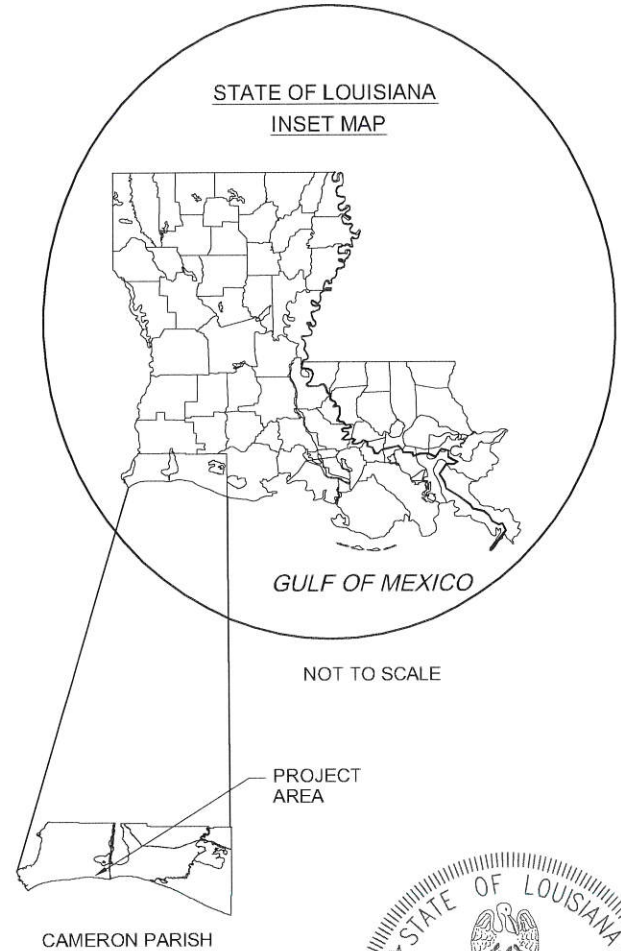 STATE OF LOUISIANA
INSET MAP
GULF OF MEXICO
NOT TO SCALE
PROJECT
AREA
CAMERON PARISH
STATE OF LOUISIANA